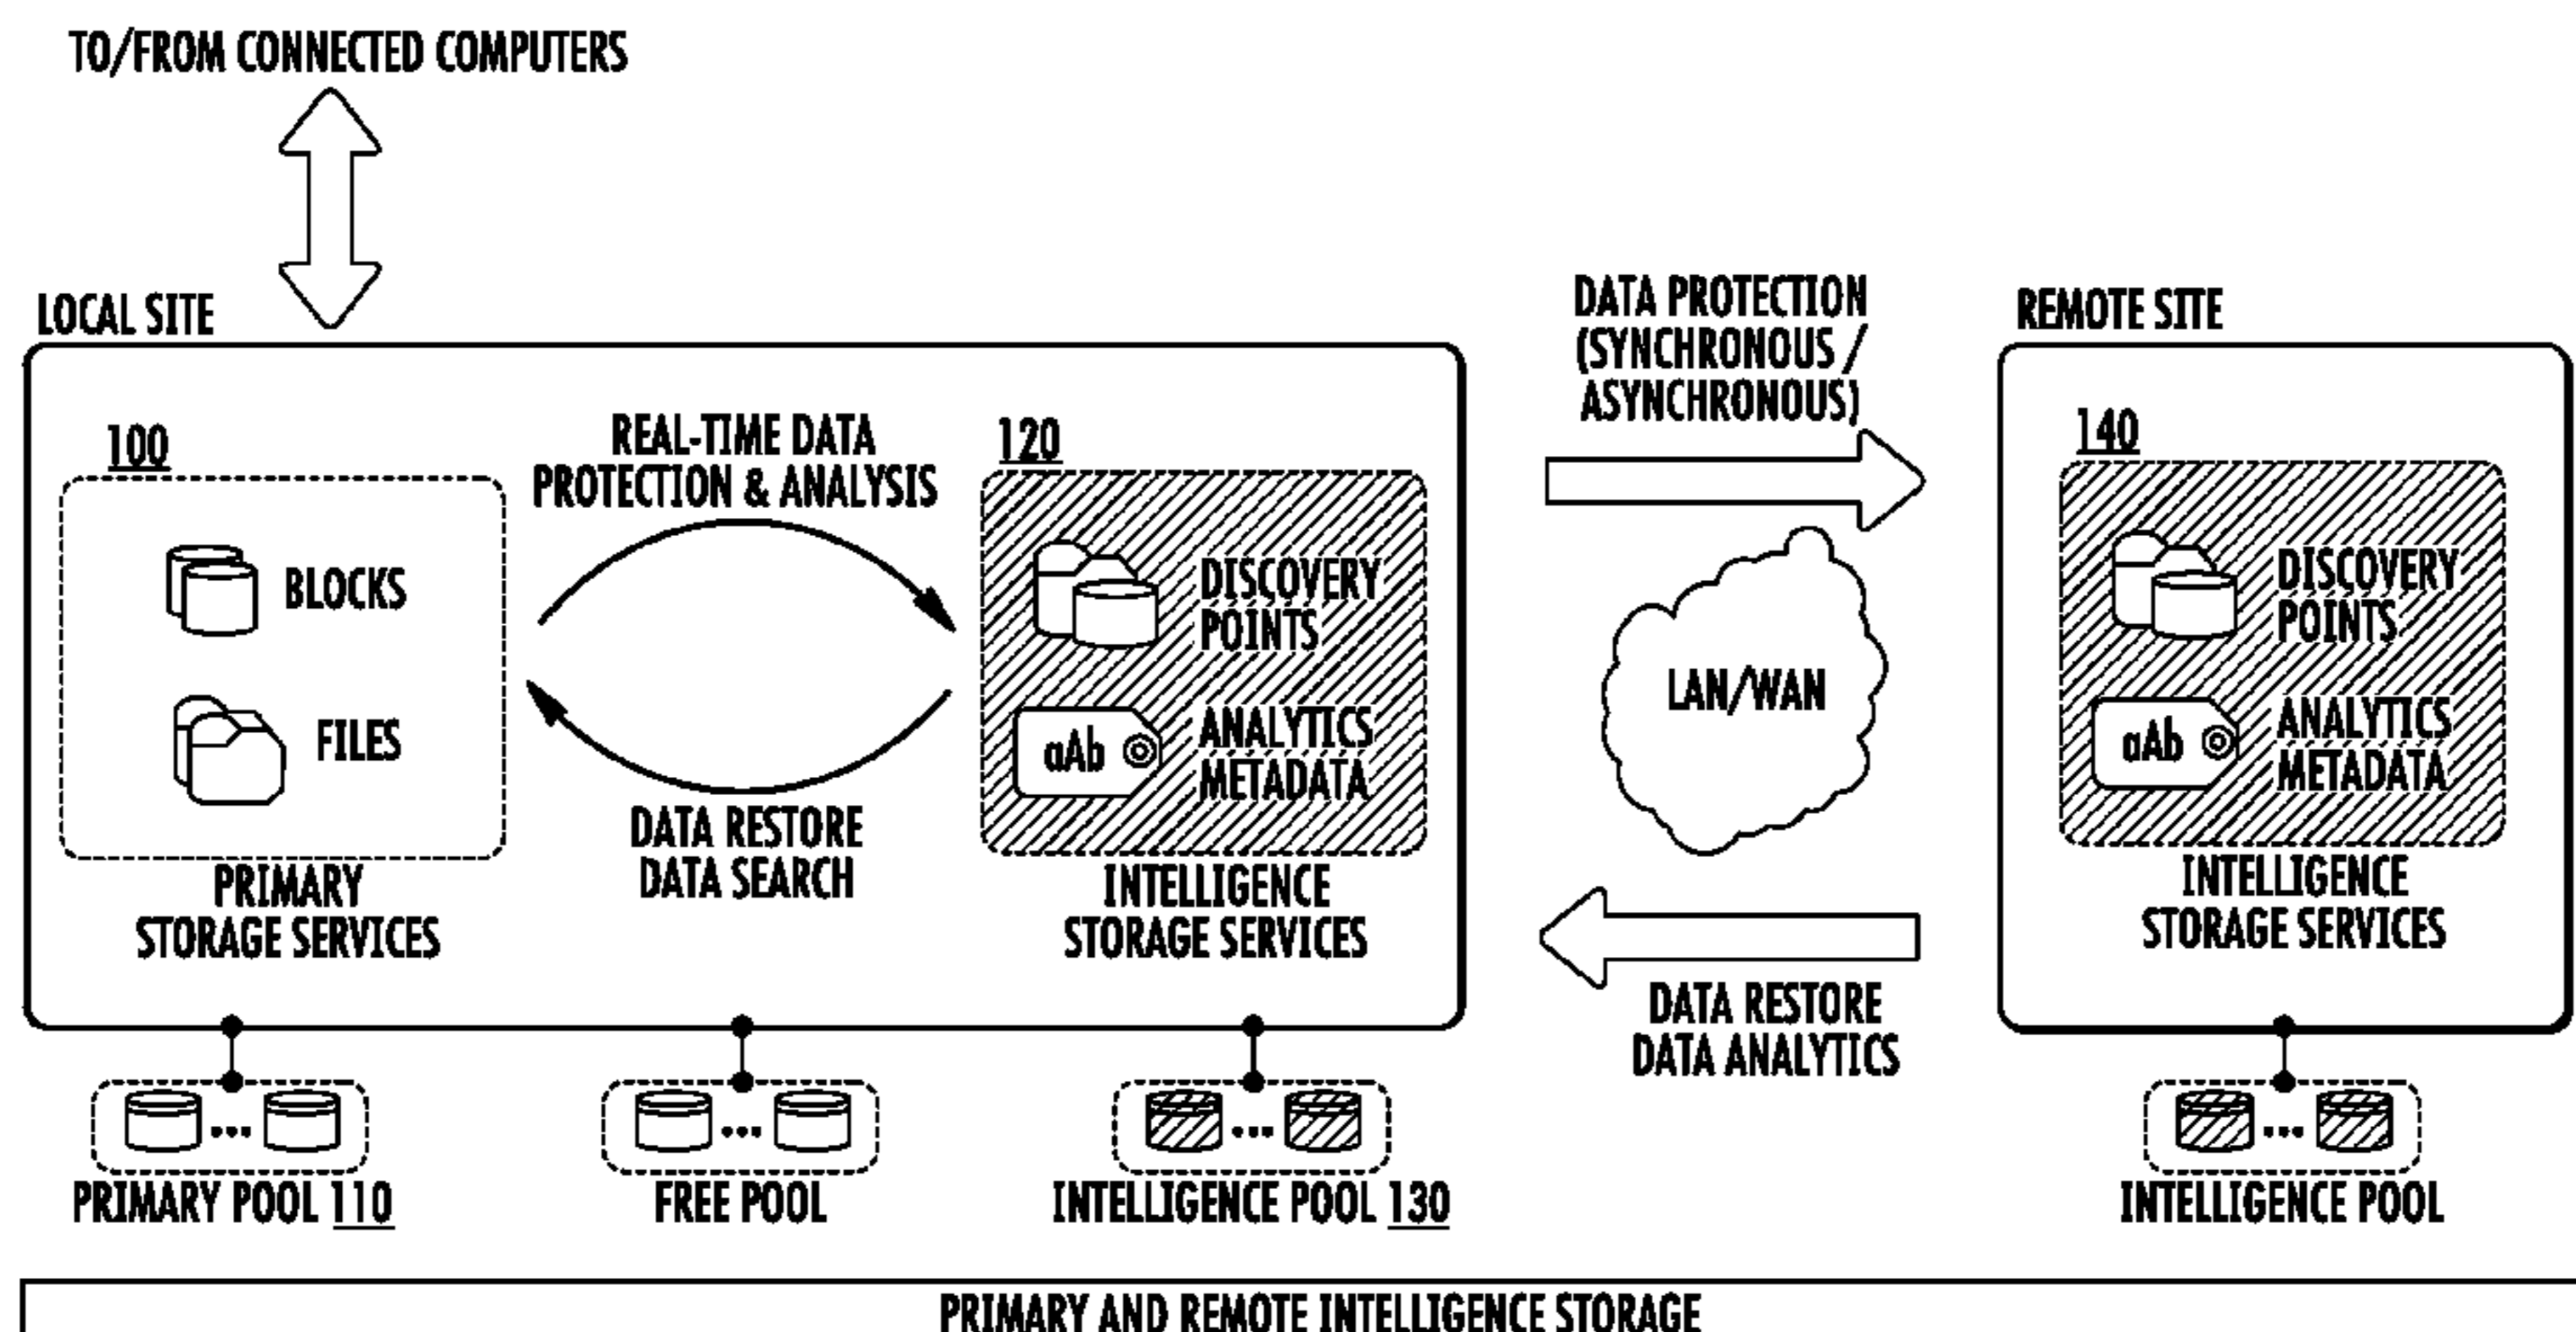 TO/FROM CONNECTED COMPUTERS
LOCAL SITE
100
BLOCKS
FILES
PRIMARY
STORAGE SERVICES
REAL-TIME DATA
PROTECTION & ANALYSIS
DATA RESTORE
DATA SEARCH
120
DISCOVERY
POINTS
aAb
ANALYTICS
METADATA
INTELLIGENCE
STORAGE SERVICES
DATA PROTECTION
(SYNCHRONOUS /
ASYNCHRONOUS)
LAN/WAN
DATA RESTORE
DATA ANALYTICS
REMOTE SITE
140
DISCOVERY
POINTS
aAb
ANALYTICS
METADATA
INTELLIGENCE
STORAGE SERVICES
PRIMARY POOL 110
FREE POOL
INTELLIGENCE POOL 130
INTELLIGENCE POOL
PRIMARY AND REMOTE INTELLIGENCE STORAGE